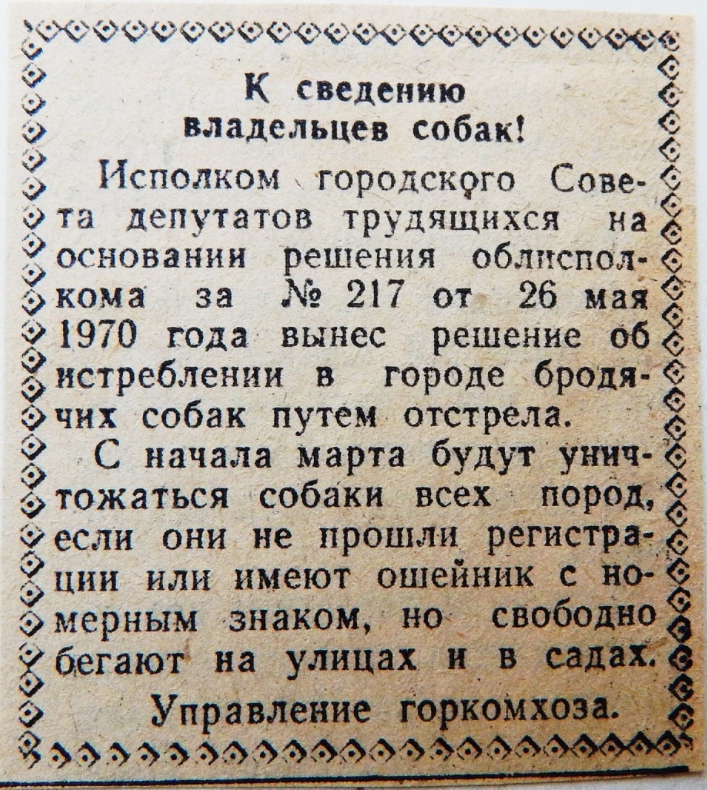 К сведению
владельцев собак!
Исполком городского Сове-
та депутатов трудящихся на
основании решения облиспол-
кома за № 217 от 26 мая
1970 года вынес решение об
истреблении в городе бродя-
чих собак путем отстрела.
С начала марта будут унич-
тожаться собаки всех пород,
если они не прошли регистра-
ции или имеют ошейник с но-
мерным знаком, но свободно
бегают на улицах и в садах.
Управление горкомхоза.